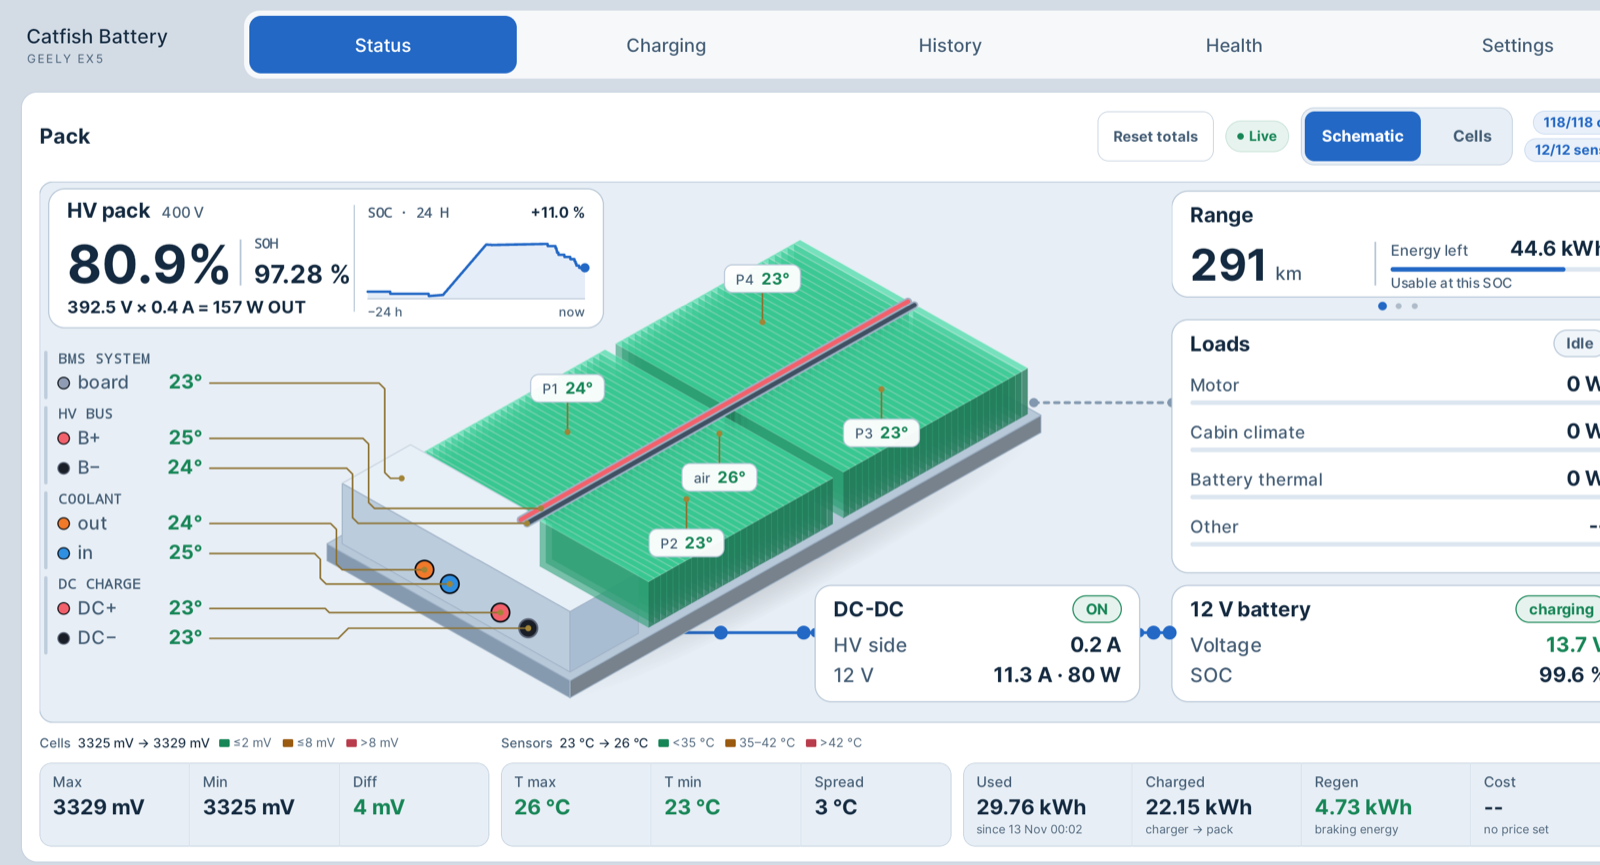 Catfish Battery
GEELY EX5
Status
Charging
History
Health
Settings
Pack
Reset totals
• Live
Schematic
Cells
118/118
12/12
HV pack 400 V
80.9%
SOH
97.28 %
392.5 V × 0.4 A = 157 W OUT
SOC · 24 H
+11.0 %
−24 h
now
BMS SYSTEM
board 23°
HV BUS
B+ 25°
B− 24°
COOLANT
out 24°
in 25°
DC CHARGE
DC+ 23°
DC− 23°
P4 23°
P1 24°
P3 23°
air 26°
P2 23°
Range
291 km
Energy left 44.6 kWh
Usable at this SOC
Loads
Idle
Motor 0 W
Cabin climate 0 W
Battery thermal 0 W
Other --
DC-DC
ON
HV side 0.2 A
12 V 11.3 A · 80 W
12 V battery
charging
Voltage 13.7 V
SOC 99.6 %
Cells 3325 mV → 3329 mV ≤2 mV ≤8 mV >8 mV
Sensors 23 °C → 26 °C <35 °C 35–42 °C >42 °C
Max
3329 mV
Min
3325 mV
Diff
4 mV
T max
26 °C
T min
23 °C
Spread
3 °C
Used
29.76 kWh
since 13 Nov 00:02
Charged
22.15 kWh
charger → pack
Regen
4.73 kWh
braking energy
Cost
--
no price set